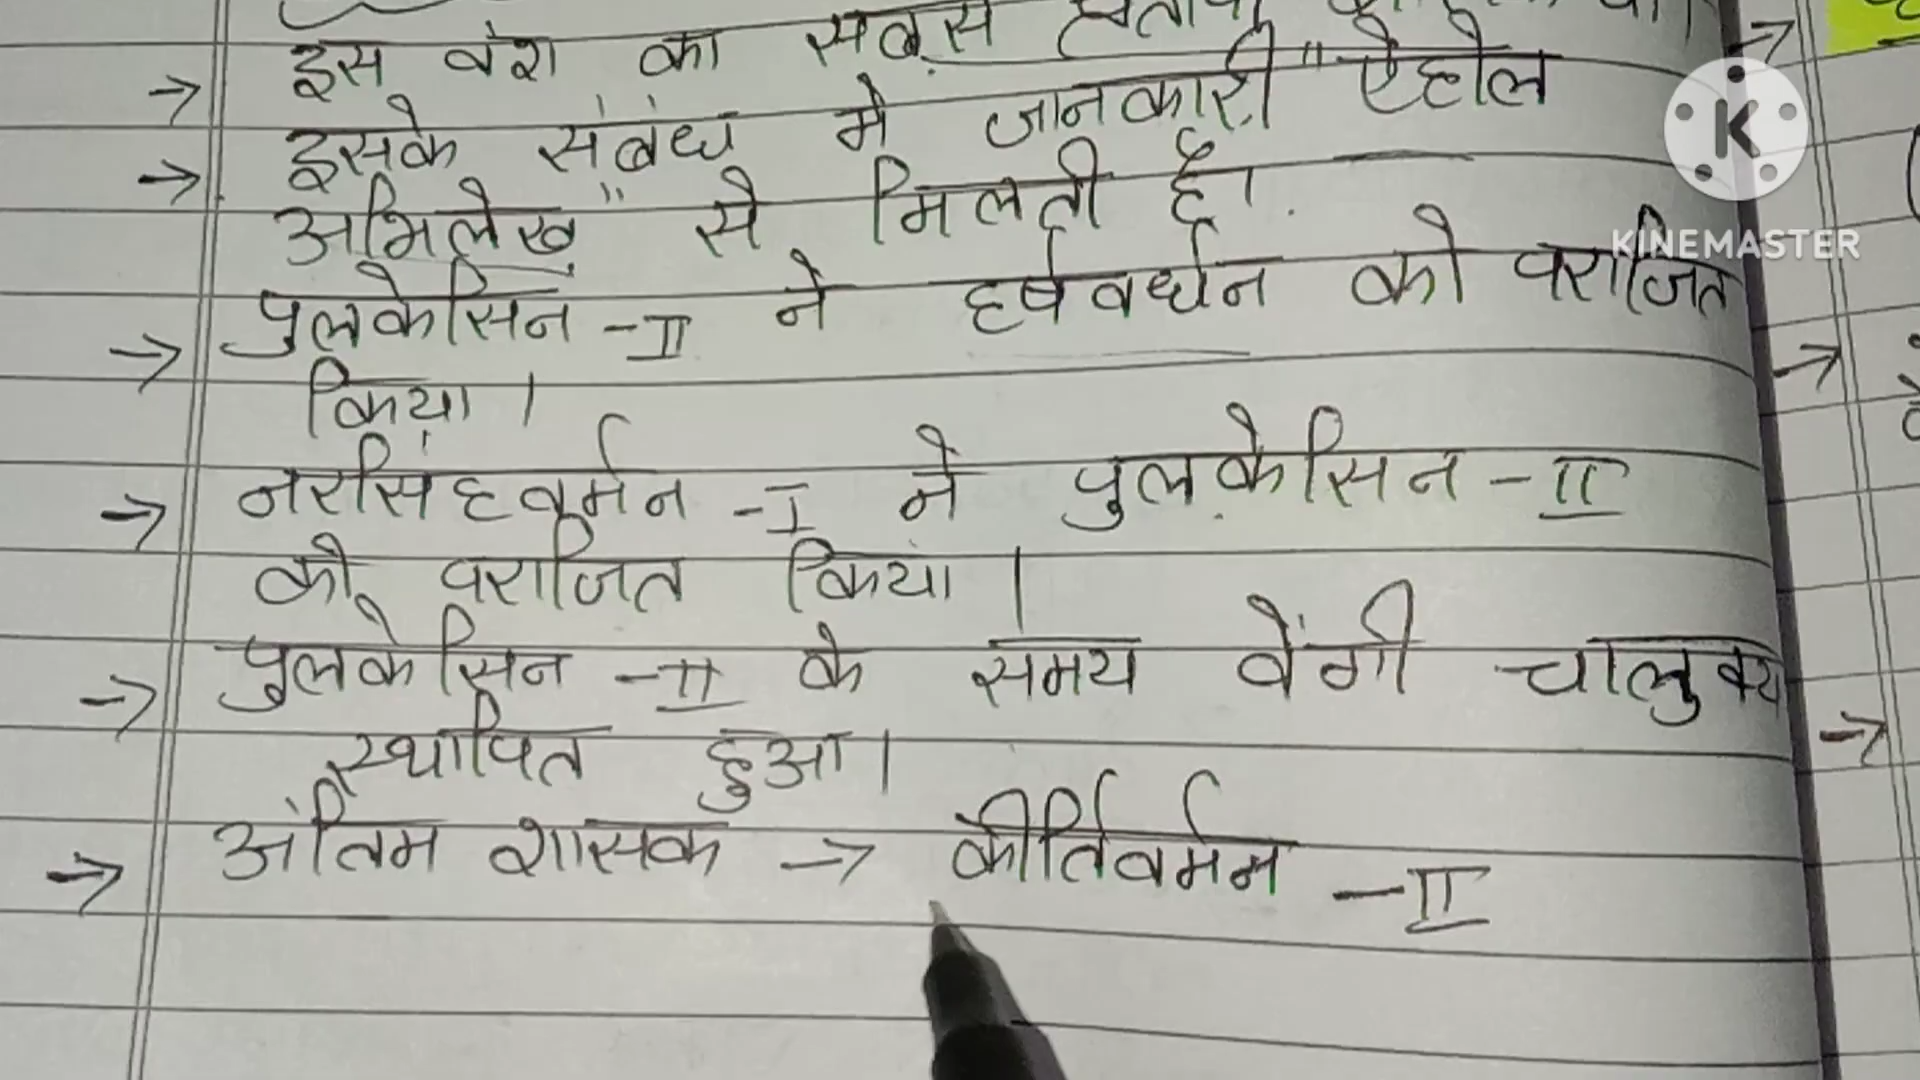 इस वंश का सबसे
इसके संबंध में जानकारी "ऐहोल
अभिलेख" से मिलती है।
पुलकेसिन -II ने हर्षवर्धन को पराजित
किया।
नरसिंहवर्मन -I ने पुलकेसिन -II
को पराजित किया।
पुलकेसिन -II के समय वेंगी चालुक्य
स्थापित हुआ।
अंतिम शासक → कीर्तिवर्मन -II
K
KINEMASTER